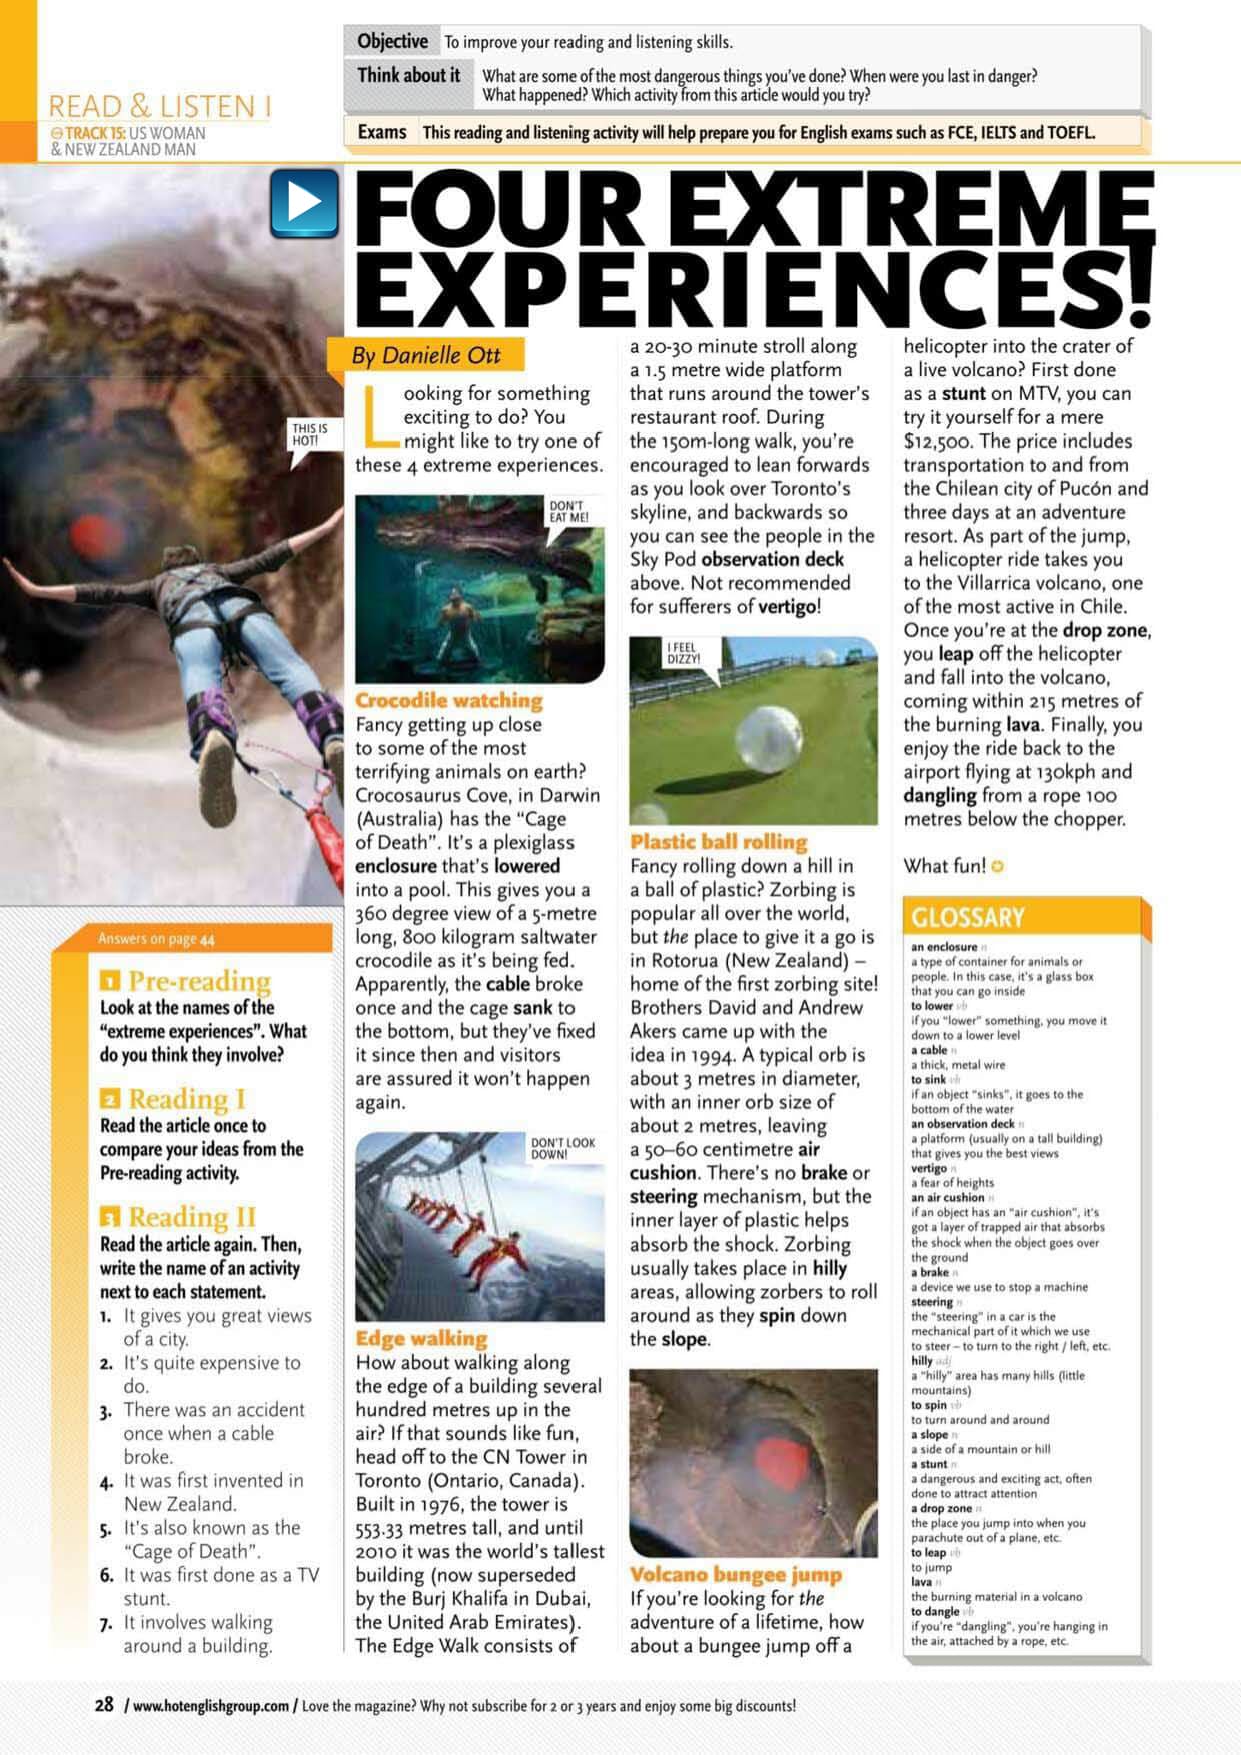 Objective To improve your reading and listening skills.
Think about it What are some of the most dangerous things you've done? When were you last in danger?
What happened? Which activity from this article would you try?
Exams This reading and listening activity will help prepare you for English exams such as FCE, IELTS and TOEFL.
READ & LISTEN I
TRACK 15: US WOMAN
& NEW ZEALAND MAN
FOUR EXTREME
EXPERIENCES!
THIS IS
HOT!
Answers on page 44
1 Pre-reading
Look at the names of the
“extreme experiences”. What
do you think they involve?
2 Reading I
Read the article once to
compare your ideas from the
Pre-reading activity.
3 Reading II
Read the article again. Then,
write the name of an activity
next to each statement.
1. It gives you great views
of a city.
2. It's quite expensive to
do.
3. There was an accident
once when a cable
broke.
4. It was first invented in
New Zealand.
5. It's also known as the
“Cage of Death”.
6. It was first done as a TV
stunt.
7. It involves walking
around a building.
By Danielle Ott
Looking for something
exciting to do? You
might like to try one of
these 4 extreme experiences.
DON'T
EAT ME!
Crocodile watching
Fancy getting up close
to some of the most
terrifying animals on earth?
Crocosaurus Cove, in Darwin
(Australia) has the “Cage
of Death”. It's a plexiglass
enclosure that's lowered
into a pool. This gives you a
360 degree view of a 5-metre
long, 800 kilogram saltwater
crocodile as it's being fed.
Apparently, the cable broke
once and the cage sank to
the bottom, but they've fixed
it since then and visitors
are assured it won't happen
again.
DON'T LOOK
DOWN!
Edge walking
How about walking along
the edge of a building several
hundred metres up in the
air? If that sounds like fun,
head off to the CN Tower in
Toronto (Ontario, Canada).
Built in 1976, the tower is
553.33 metres tall, and until
2010 it was the world's tallest
building (now superseded
by the Burj Khalifa in Dubai,
the United Arab Emirates).
The Edge Walk consists of
a 20-30 minute stroll along
a 1.5 metre wide platform
that runs around the tower's
restaurant roof. During
the 150m-long walk, you're
encouraged to lean forwards
as you look over Toronto's
skyline, and backwards so
you can see the people in the
Sky Pod observation deck
above. Not recommended
for sufferers of vertigo!
I FEEL
DIZZY!
Plastic ball rolling
Fancy rolling down a hill in
a ball of plastic? Zorbing is
popular all over the world,
but the place to give it a go is
in Rotorua (New Zealand) –
home of the first zorbing site!
Brothers David and Andrew
Akers came up with the
idea in 1994. A typical orb is
about 3 metres in diameter,
with an inner orb size of
about 2 metres, leaving
a 50–60 centimetre air
cushion. There's no brake or
steering mechanism, but the
inner layer of plastic helps
absorb the shock. Zorbing
usually takes place in hilly
areas, allowing zorbers to roll
around as they spin down
the slope.
Volcano bungee jump
If you're looking for the
adventure of a lifetime, how
about a bungee jump off a
helicopter into the crater of
a live volcano? First done
as a stunt on MTV, you can
try it yourself for a mere
$12,500. The price includes
transportation to and from
the Chilean city of Pucón and
three days at an adventure
resort. As part of the jump,
a helicopter ride takes you
to the Villarrica volcano, one
of the most active in Chile.
Once you're at the drop zone,
you leap off the helicopter
and fall into the volcano,
coming within 215 metres of
the burning lava. Finally, you
enjoy the ride back to the
airport flying at 130kph and
dangling from a rope 100
metres below the chopper.
What fun!
GLOSSARY
an enclosure n
a type of container for animals or
people. In this case, it's a glass box
that you can go inside
to lower vb
if you “lower” something, you move it
down to a lower level
a cable n
a thick, metal wire
to sink vb
if an object “sinks”, it goes to the
bottom of the water
an observation deck n
a platform (usually on a tall building)
that gives you the best views
vertigo n
a fear of heights
an air cushion n
if an object has an “air cushion”, it's
got a layer of trapped air that absorbs
the shock when the object goes over
the ground
a brake n
a device we use to stop a machine
steering n
the “steering” in a car is the
mechanical part of it which we use
to steer – to turn to the right / left, etc.
hilly adj
a “hilly” area has many hills (little
mountains)
to spin vb
to turn around and around
a slope n
a side of a mountain or hill
a stunt n
a dangerous and exciting act, often
done to attract attention
a drop zone n
the place you jump into when you
parachute out of a plane, etc.
to leap vb
to jump
lava n
the burning material in a volcano
to dangle vb
if you're “dangling”, you're hanging in
the air, attached by a rope, etc.
28 / www.hotenglishgroup.com / Love the magazine? Why not subscribe for 2 or 3 years and enjoy some big discounts!